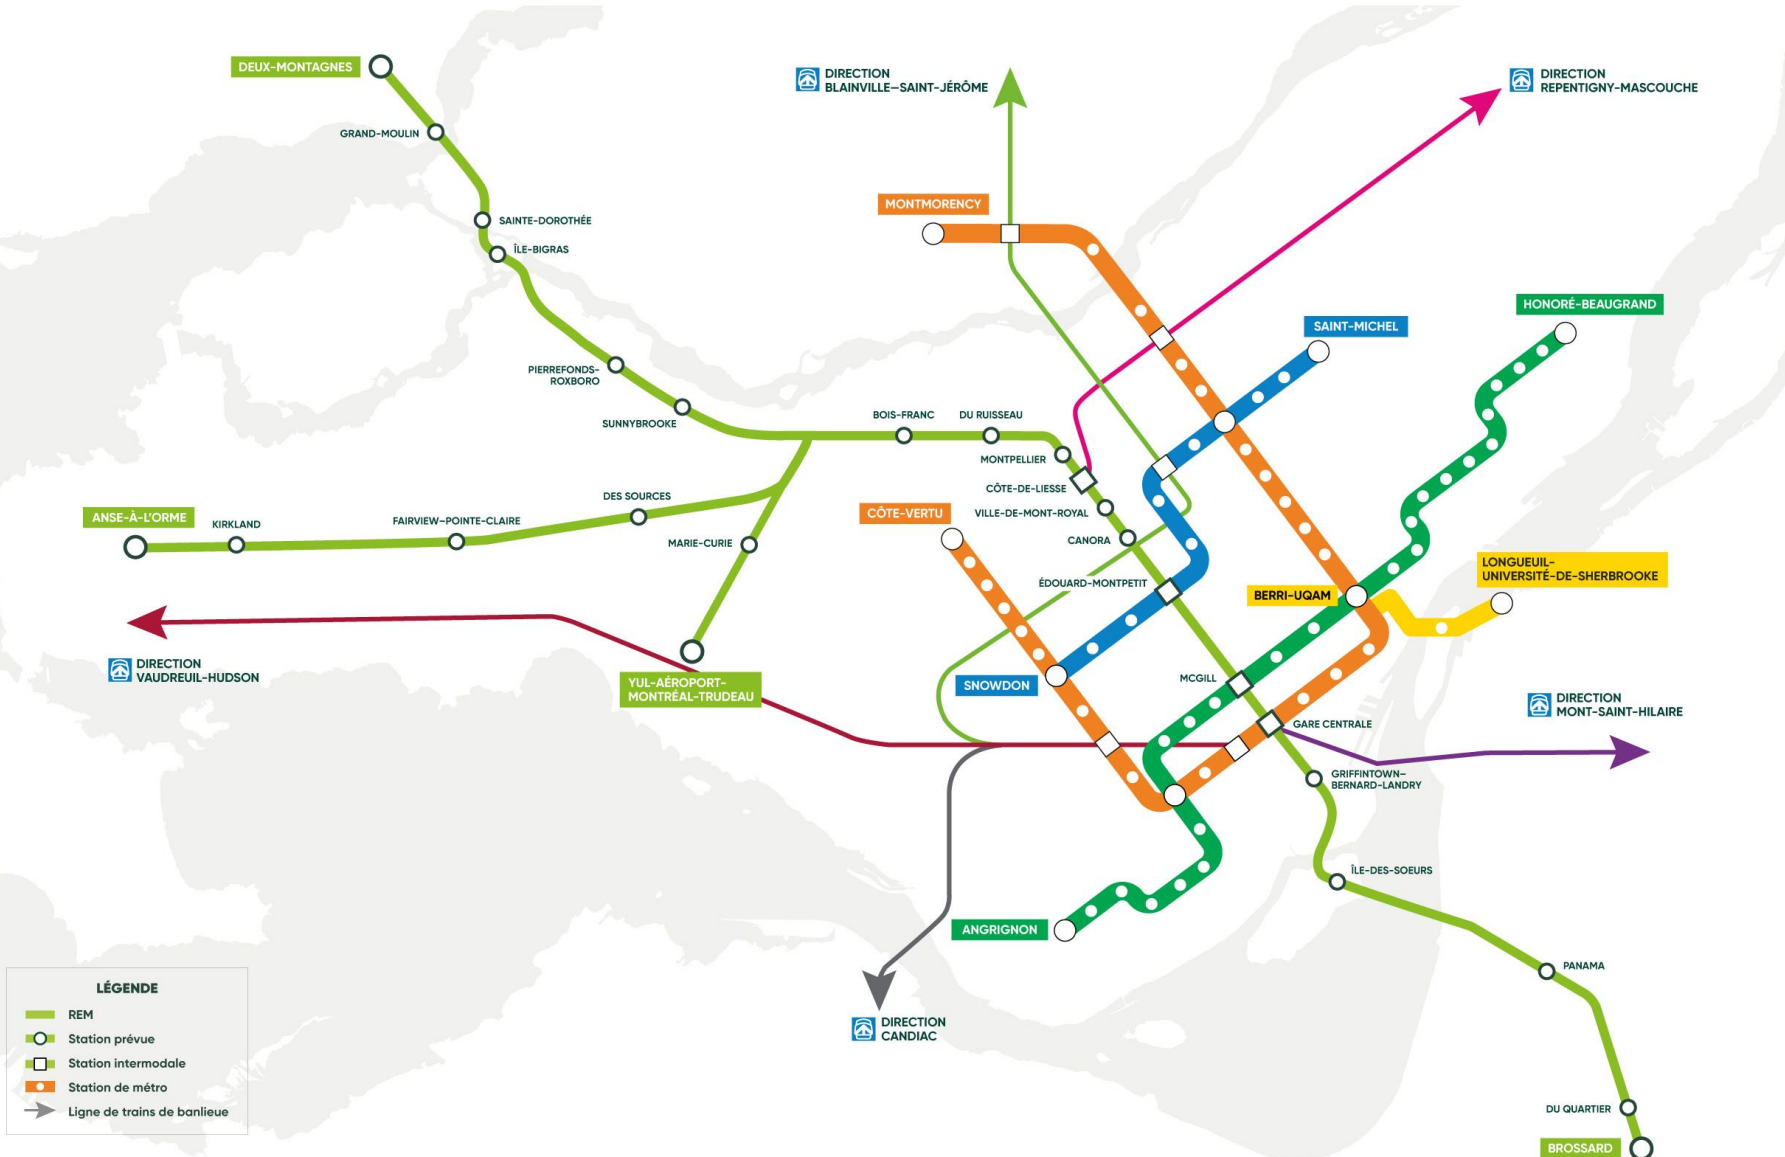 DEUX-MONTAGNES
GRAND-MOULIN
SAINTE-DOROTHÉE
ÎLE-BIGRAS
PIERREFONDS-
ROXBORO
SUNNYBROOKE
BOIS-FRANC
DU RUISSEAU
MONTPELLIER
CÔTE-DE-LIESSE
VILLE-DE-MONT-ROYAL
CANORA
ÉDOUARD-MONTPETIT
MCGILL
GARE CENTRALE
GRIFFINTOWN–
BERNARD-LANDRY
ÎLE-DES-SOEURS
PANAMA
DU QUARTIER
BROSSARD
ANSE-À-L'ORME
KIRKLAND
FAIRVIEW–POINTE-CLAIRE
DES SOURCES
MARIE-CURIE
YUL-AÉROPORT-
MONTRÉAL-TRUDEAU
DIRECTION
BLAINVILLE–SAINT-JÉRÔME
DIRECTION
REPENTIGNY-MASCOUCHE
MONTMORENCY
SAINT-MICHEL
HONORÉ-BEAUGRAND
CÔTE-VERTU
LONGUEUIL-
UNIVERSITÉ-DE-SHERBROOKE
BERRI-UQAM
SNOWDON
DIRECTION
VAUDREUIL-HUDSON
DIRECTION
MONT-SAINT-HILAIRE
ANGRIGNON
DIRECTION
CANDIAC
LÉGENDE
REM
Station prévue
Station intermodale
Station de métro
Ligne de trains de banlieue